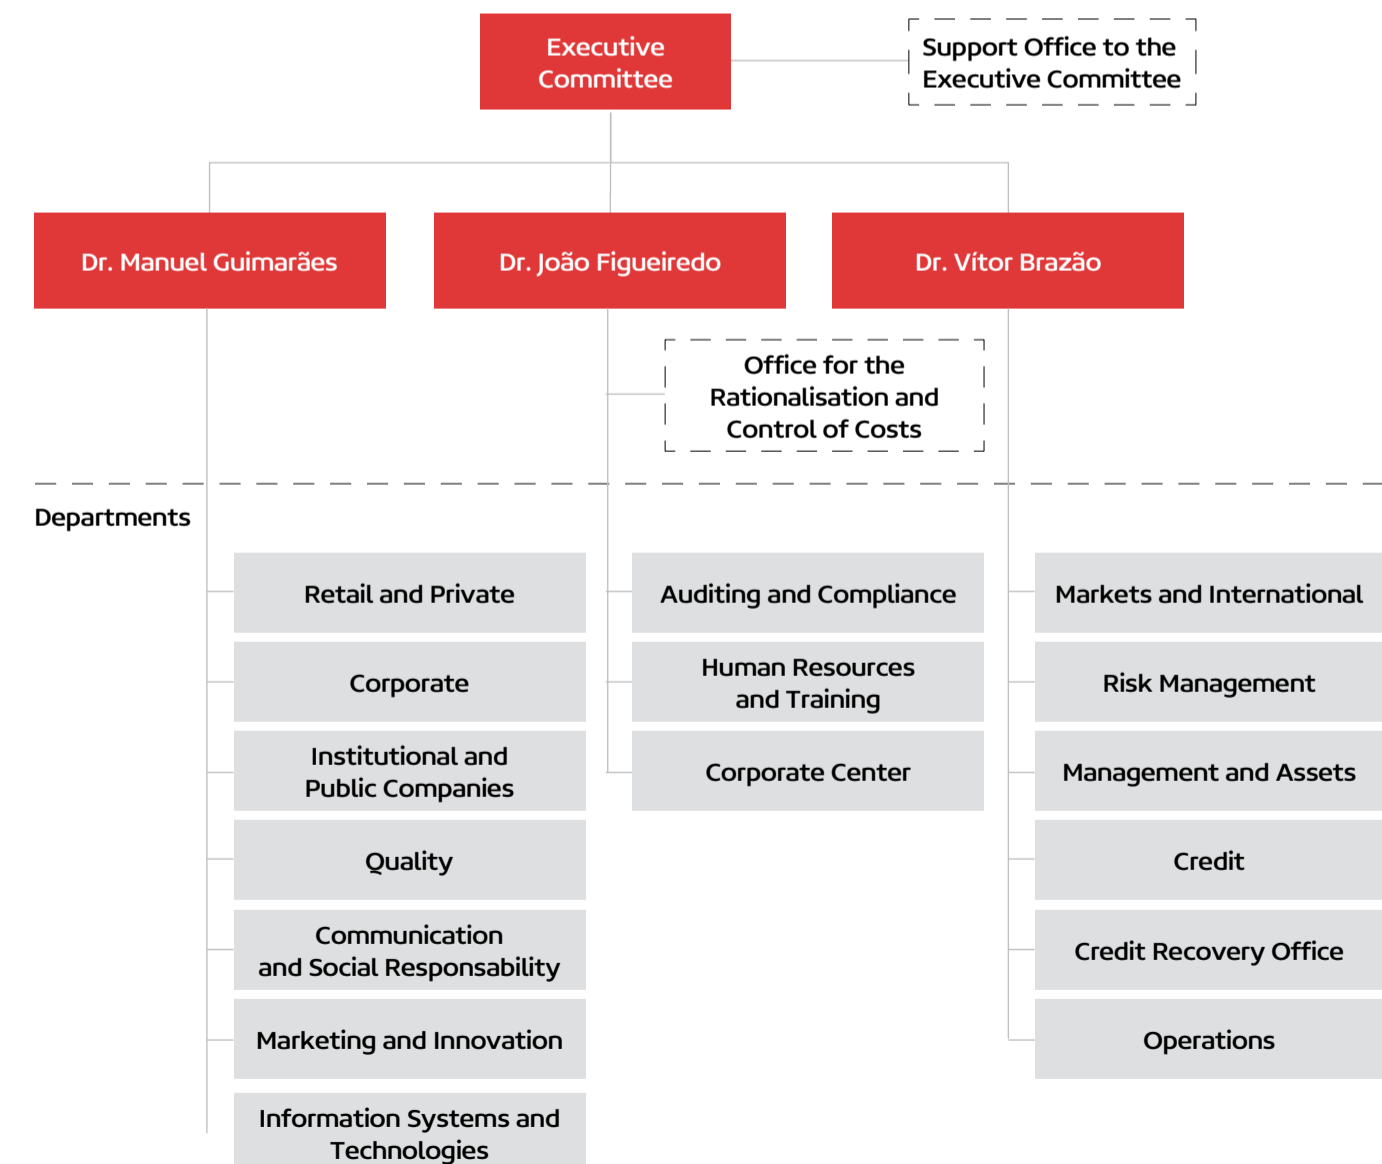 Executive
Committee
Support Office to the
Executive Committee
Dr. Manuel Guimarães
Dr. João Figueiredo
Dr. Vítor Brazão
Office for the
Rationalisation and
Control of Costs
Departments
Retail and Private
Corporate
Institutional and
Public Companies
Quality
Communication
and Social Responsability
Marketing and Innovation
Information Systems and
Technologies
Auditing and Compliance
Human Resources
and Training
Corporate Center
Markets and International
Risk Management
Management and Assets
Credit
Credit Recovery Office
Operations